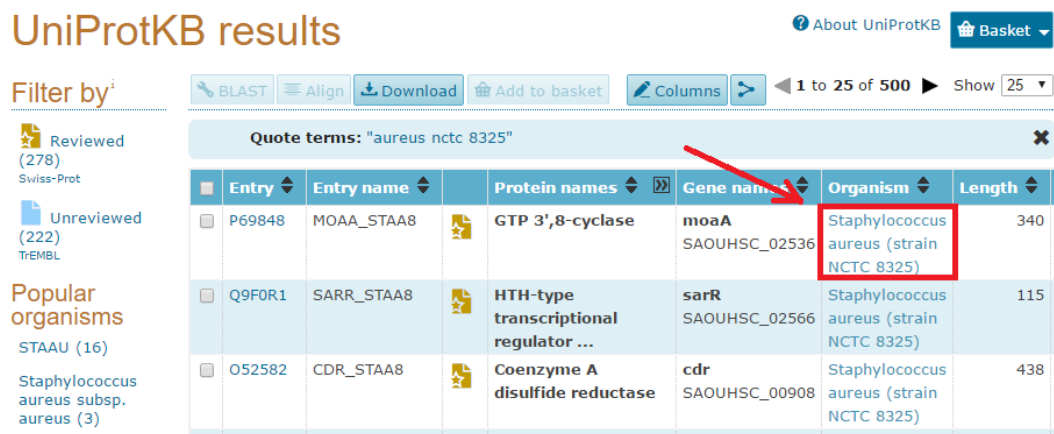 UniProtKB results
About UniProtKB
Basket
Filter by i
BLAST Align Download Add to basket Columns 1 to 25 of 500 Show 25
Reviewed
(278)
Swiss-Prot
Unreviewed
(222)
TrEMBL
Popular
organisms
STAAU (16)
Staphylococcus
aureus subsp.
aureus (3)
Quote terms: "aureus nctc 8325"
Entry Entry name Protein names Gene names Organism Length
P69848 MOAA_STAA8 GTP 3',8-cyclase moaA Staphylococcus 340
SAOUHSC_02536 aureus (strain
NCTC 8325)
Q9F0R1 SARR_STAA8 HTH-type sarR Staphylococcus 115
transcriptional SAOUHSC_02566 aureus (strain
regulator ... NCTC 8325)
O52582 CDR_STAA8 Coenzyme A cdr Staphylococcus 438
disulfide reductase SAOUHSC_00908 aureus (strain
NCTC 8325)